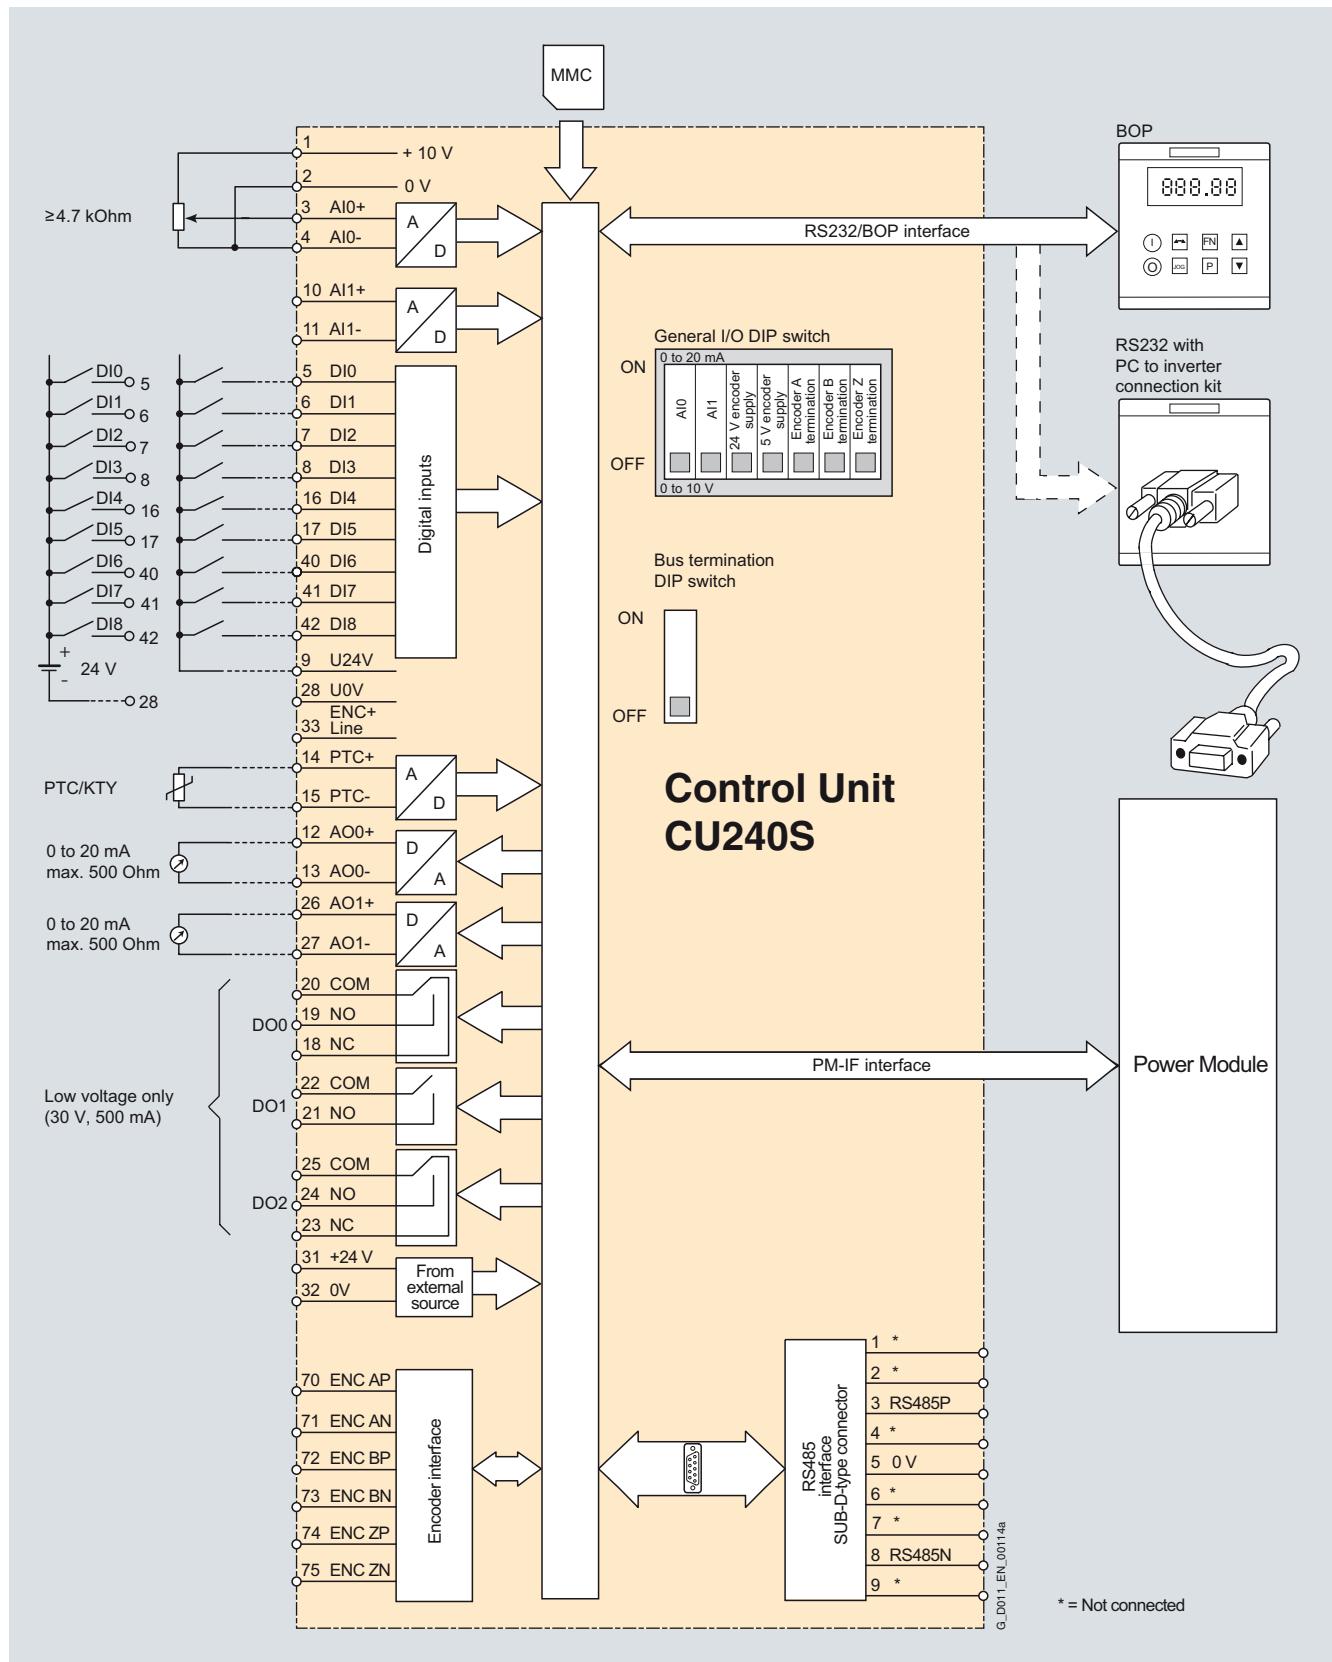 MMC
BOP
888.88
I
FN
O
JOG
P
1
+ 10 V
2
0 V
≥4.7 kOhm
3 AI0+
4 AI0-
A
D
RS232/BOP interface
10 AI1+
11 AI1-
A
D
General I/O DIP switch
ON
0 to 20 mA
AI0
AI1
24 V encoder
supply
5 V encoder
supply
Encoder A
termination
Encoder B
termination
Encoder Z
termination
OFF
0 to 10 V
RS232 with
PC to inverter
connection kit
DI0 5
DI1 6
DI2 7
DI3 8
DI4 16
DI5 17
DI6 40
DI7 41
DI8 42
+
24 V
-
28
5 DI0
6 DI1
7 DI2
8 DI3
16 DI4
17 DI5
40 DI6
41 DI7
42 DI8
Digital inputs
9 U24V
28 U0V
ENC+
33 Line
Bus termination
DIP switch
ON
OFF
Control Unit
CU240S
PTC/KTY
14 PTC+
15 PTC-
A
D
0 to 20 mA
max. 500 Ohm
12 AO0+
13 AO0-
D
A
0 to 20 mA
max. 500 Ohm
26 AO1+
27 AO1-
D
A
Low voltage only
(30 V, 500 mA)
DO0
20 COM
19 NO
18 NC
DO1
22 COM
21 NO
DO2
25 COM
24 NO
23 NC
PM-IF interface
Power Module
31 +24 V
32 0V
From
external
source
70 ENC AP
71 ENC AN
72 ENC BP
73 ENC BN
74 ENC ZP
75 ENC ZN
Encoder interface
RS485
interface
SUB-D-type connector
1 *
2 *
3 RS485P
4 *
5 0 V
6 *
7 *
8 RS485N
9 *
G_D011_EN_00114a
* = Not connected